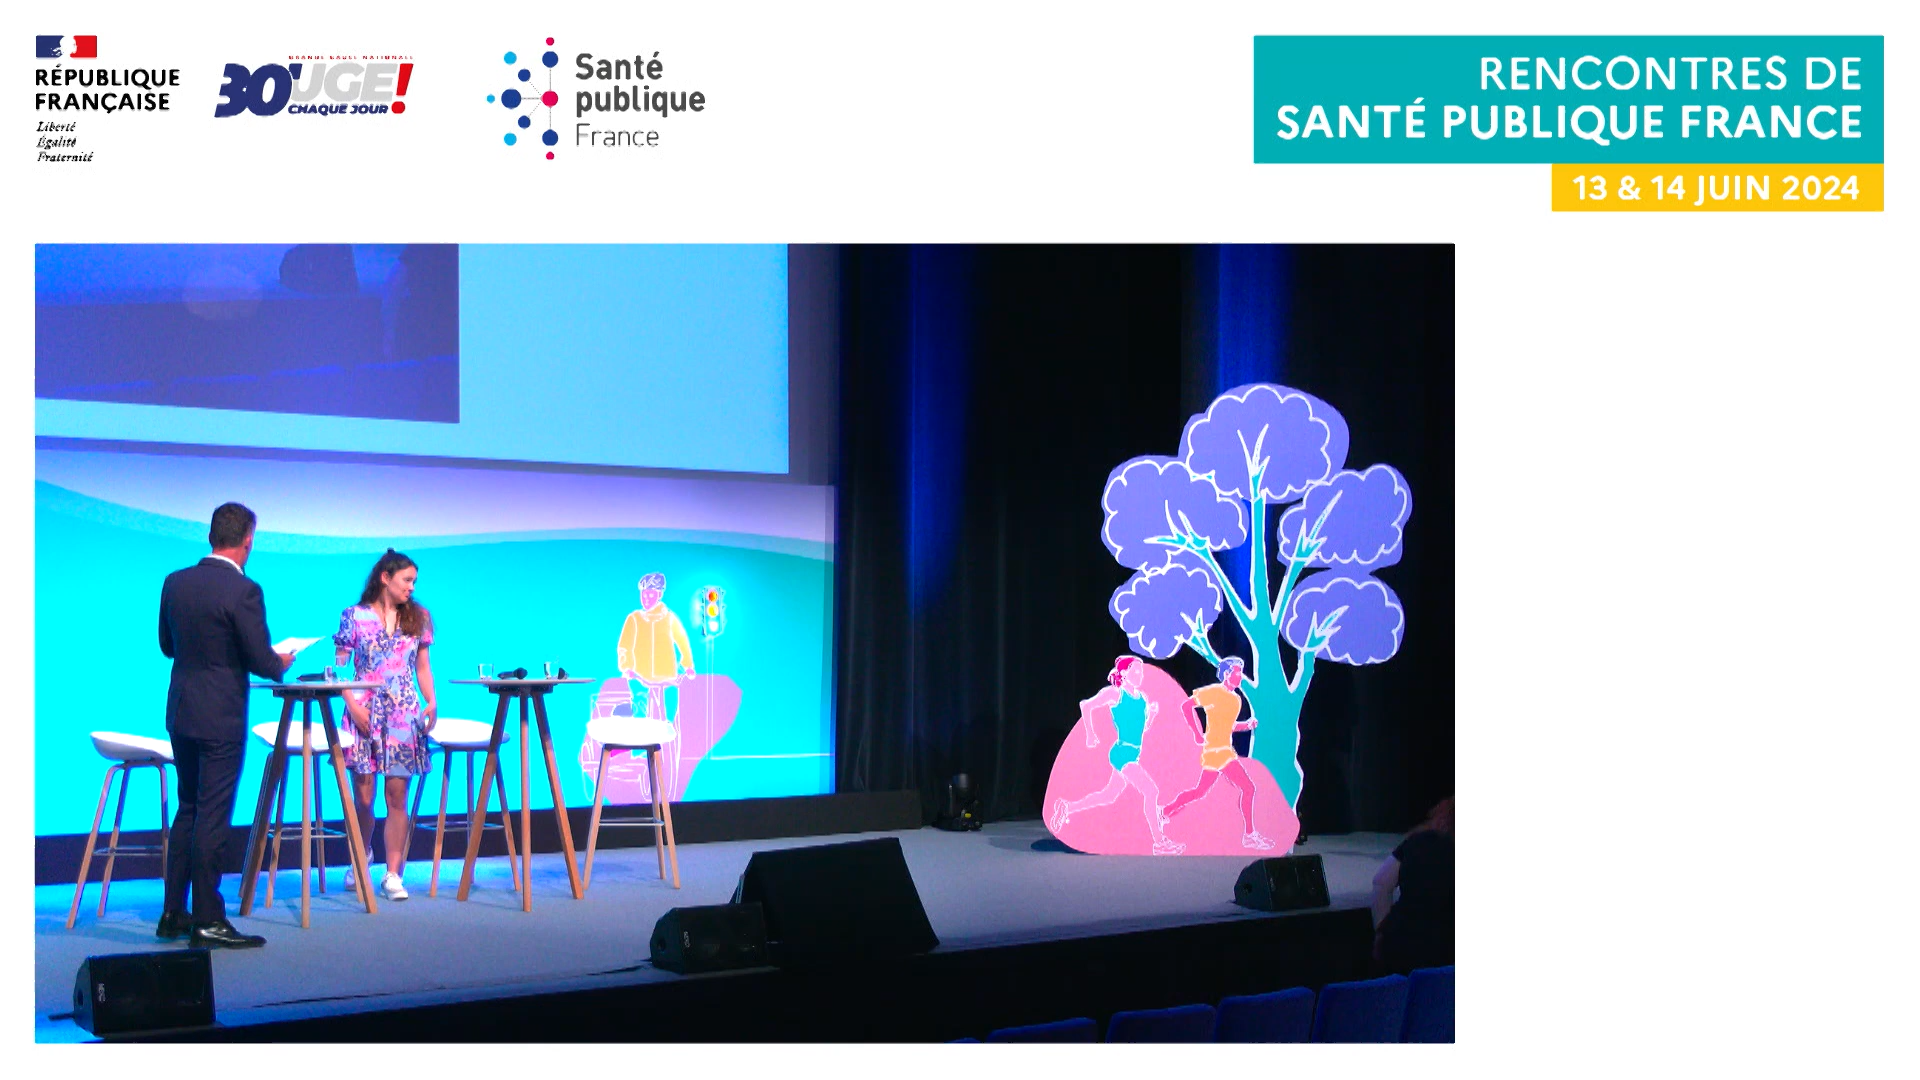 RÉPUBLIQUE
FRANÇAISE
Liberté
Égalité
Fraternité
GRANDE CAUSE NATIONALE
30'
CHAQUE JOUR !
Santé
publique
France
RENCONTRES DE
SANTÉ PUBLIQUE FRANCE
13 & 14 JUIN 2024